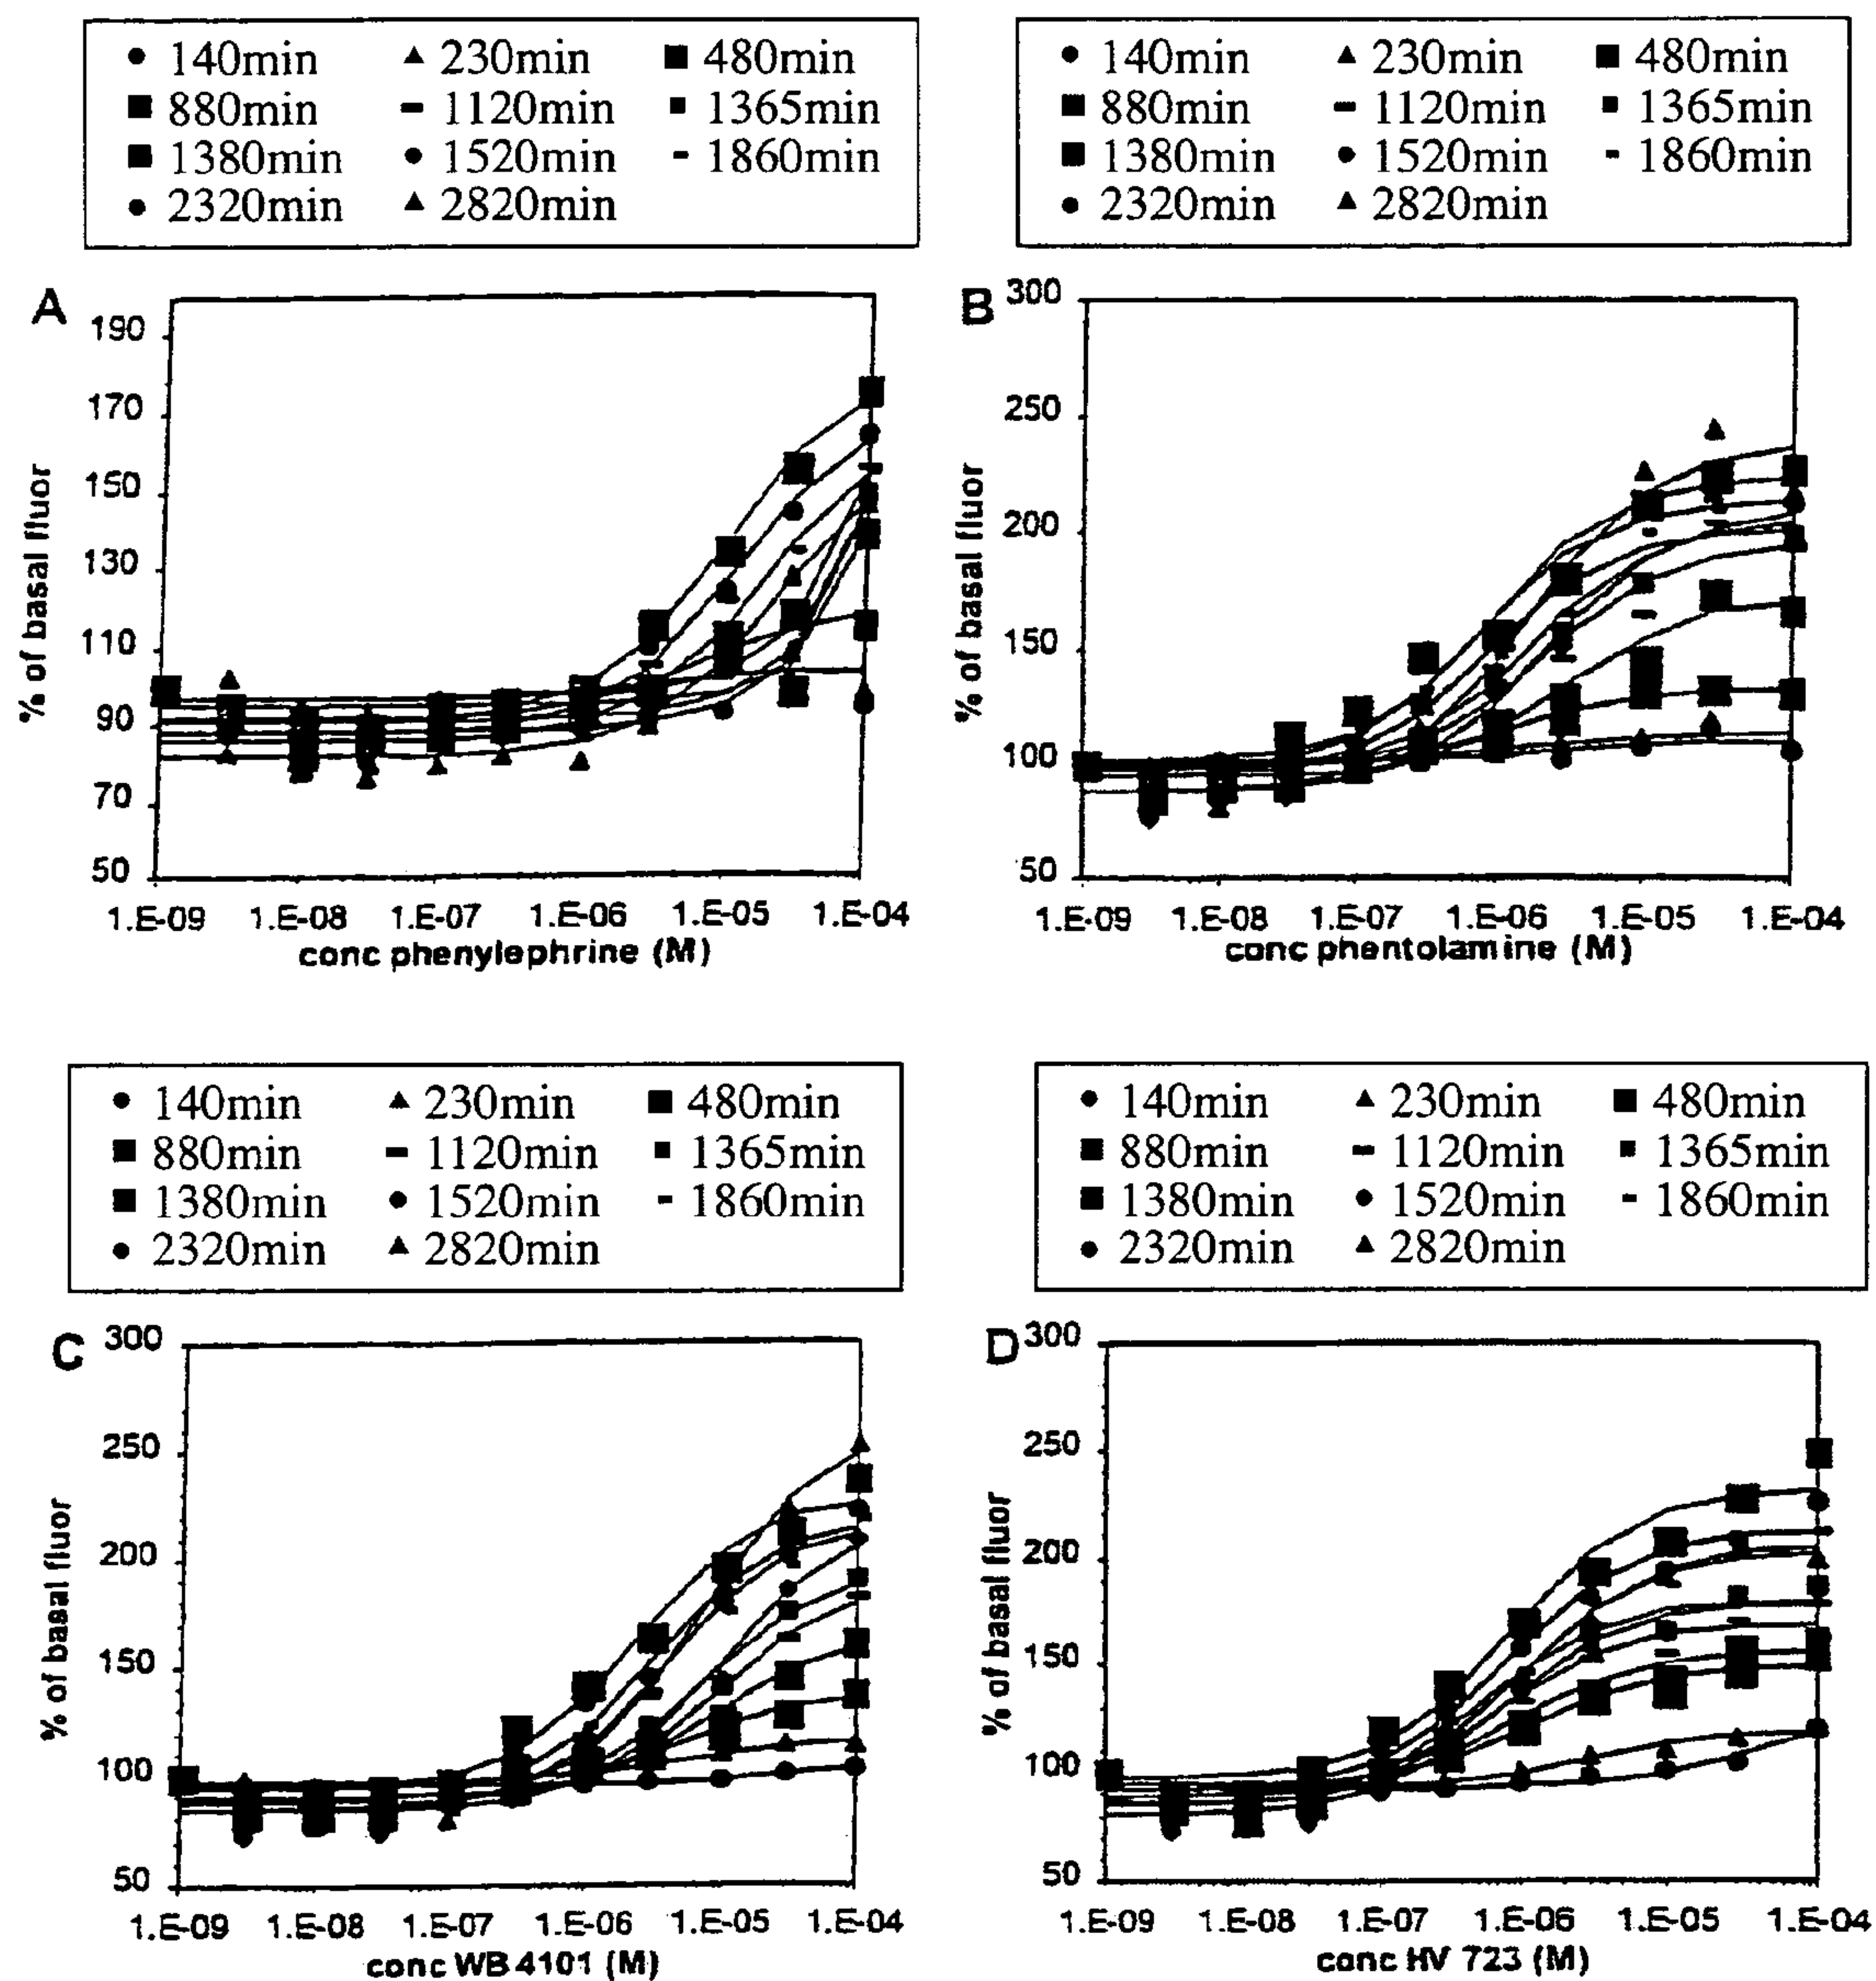 140min 230min 480min
880min 1120min 1365min
1380min 1520min 1860min
2320min 2820min
140min 230min 480min
880min 1120min 1365min
1380min 1520min 1860min
2320min 2820min
A
190
170
150
130
110
90
70
50
% of basal fluor
1.E-09 1.E-08 1.E-07 1.E-06 1.E-05 1.E-04
conc phenylephrine (M)
B
300
250
200
150
100
50
% of basal fluor
1.E-09 1.E-08 1.E-07 1.E-06 1.E-05 1.E-04
conc phentolamine (M)
140min 230min 480min
880min 1120min 1365min
1380min 1520min 1860min
2320min 2820min
140min 230min 480min
880min 1120min 1365min
1380min 1520min 1860min
2320min 2820min
C
300
250
200
150
100
50
% of basal fluor
1.E-09 1.E-08 1.E-07 1.E-06 1.E-05 1.E-04
conc WB 4101 (M)
D
300
250
200
150
100
50
% of basal fluor
1.E-09 1.E-08 1.E-07 1.E-06 1.E-05 1.E-04
conc HV 723 (M)